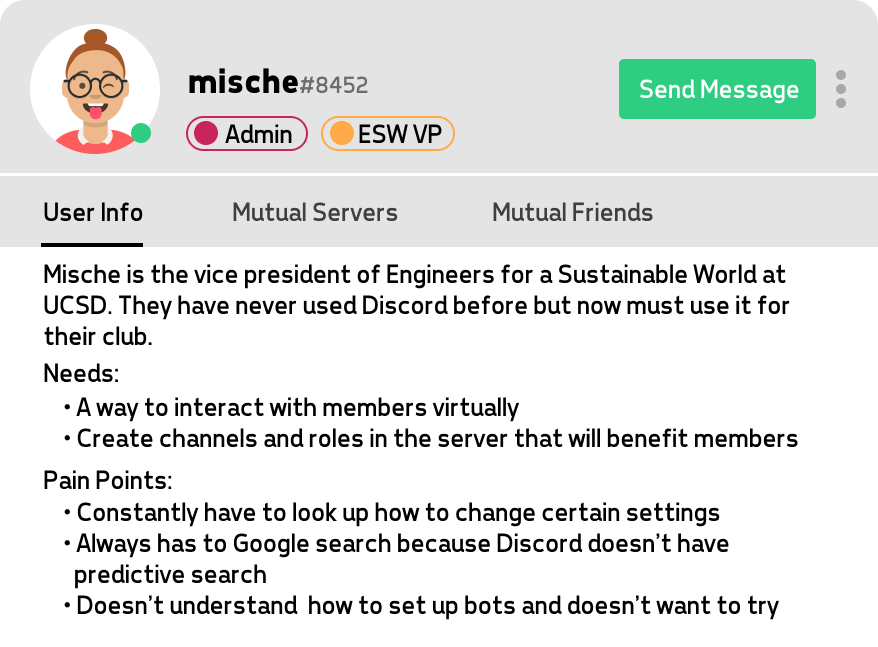 mische#8452
Send Message
Admin
ESW VP
User Info
Mutual Servers
Mutual Friends
Mische is the vice president of Engineers for a Sustainable World at
UCSD. They have never used Discord before but now must use it for
their club.
Needs:
• A way to interact with members virtually
• Create channels and roles in the server that will benefit members
Pain Points:
• Constantly have to look up how to change certain settings
• Always has to Google search because Discord doesn't have
predictive search
• Doesn't understand  how to set up bots and doesn't want to try